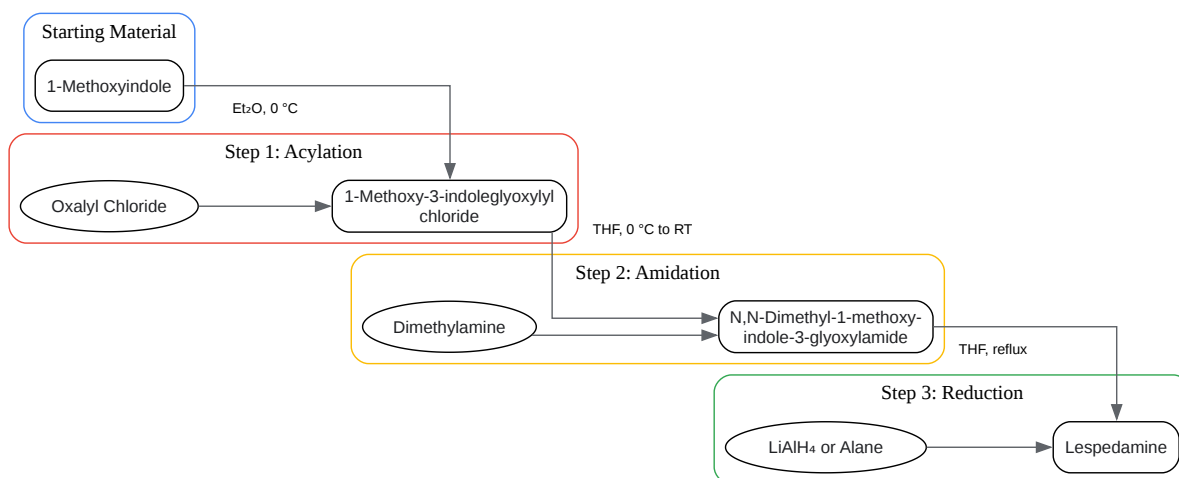 Starting Material
1-Methoxyindole
Et₂O, 0 °C
Step 1: Acylation
Oxalyl Chloride
1-Methoxy-3-indoleglyoxylyl
chloride
THF, 0 °C to RT
Step 2: Amidation
Dimethylamine
N,N-Dimethyl-1-methoxy-
indole-3-glyoxylamide
THF, reflux
Step 3: Reduction
LiAlH₄ or Alane
Lespedamine